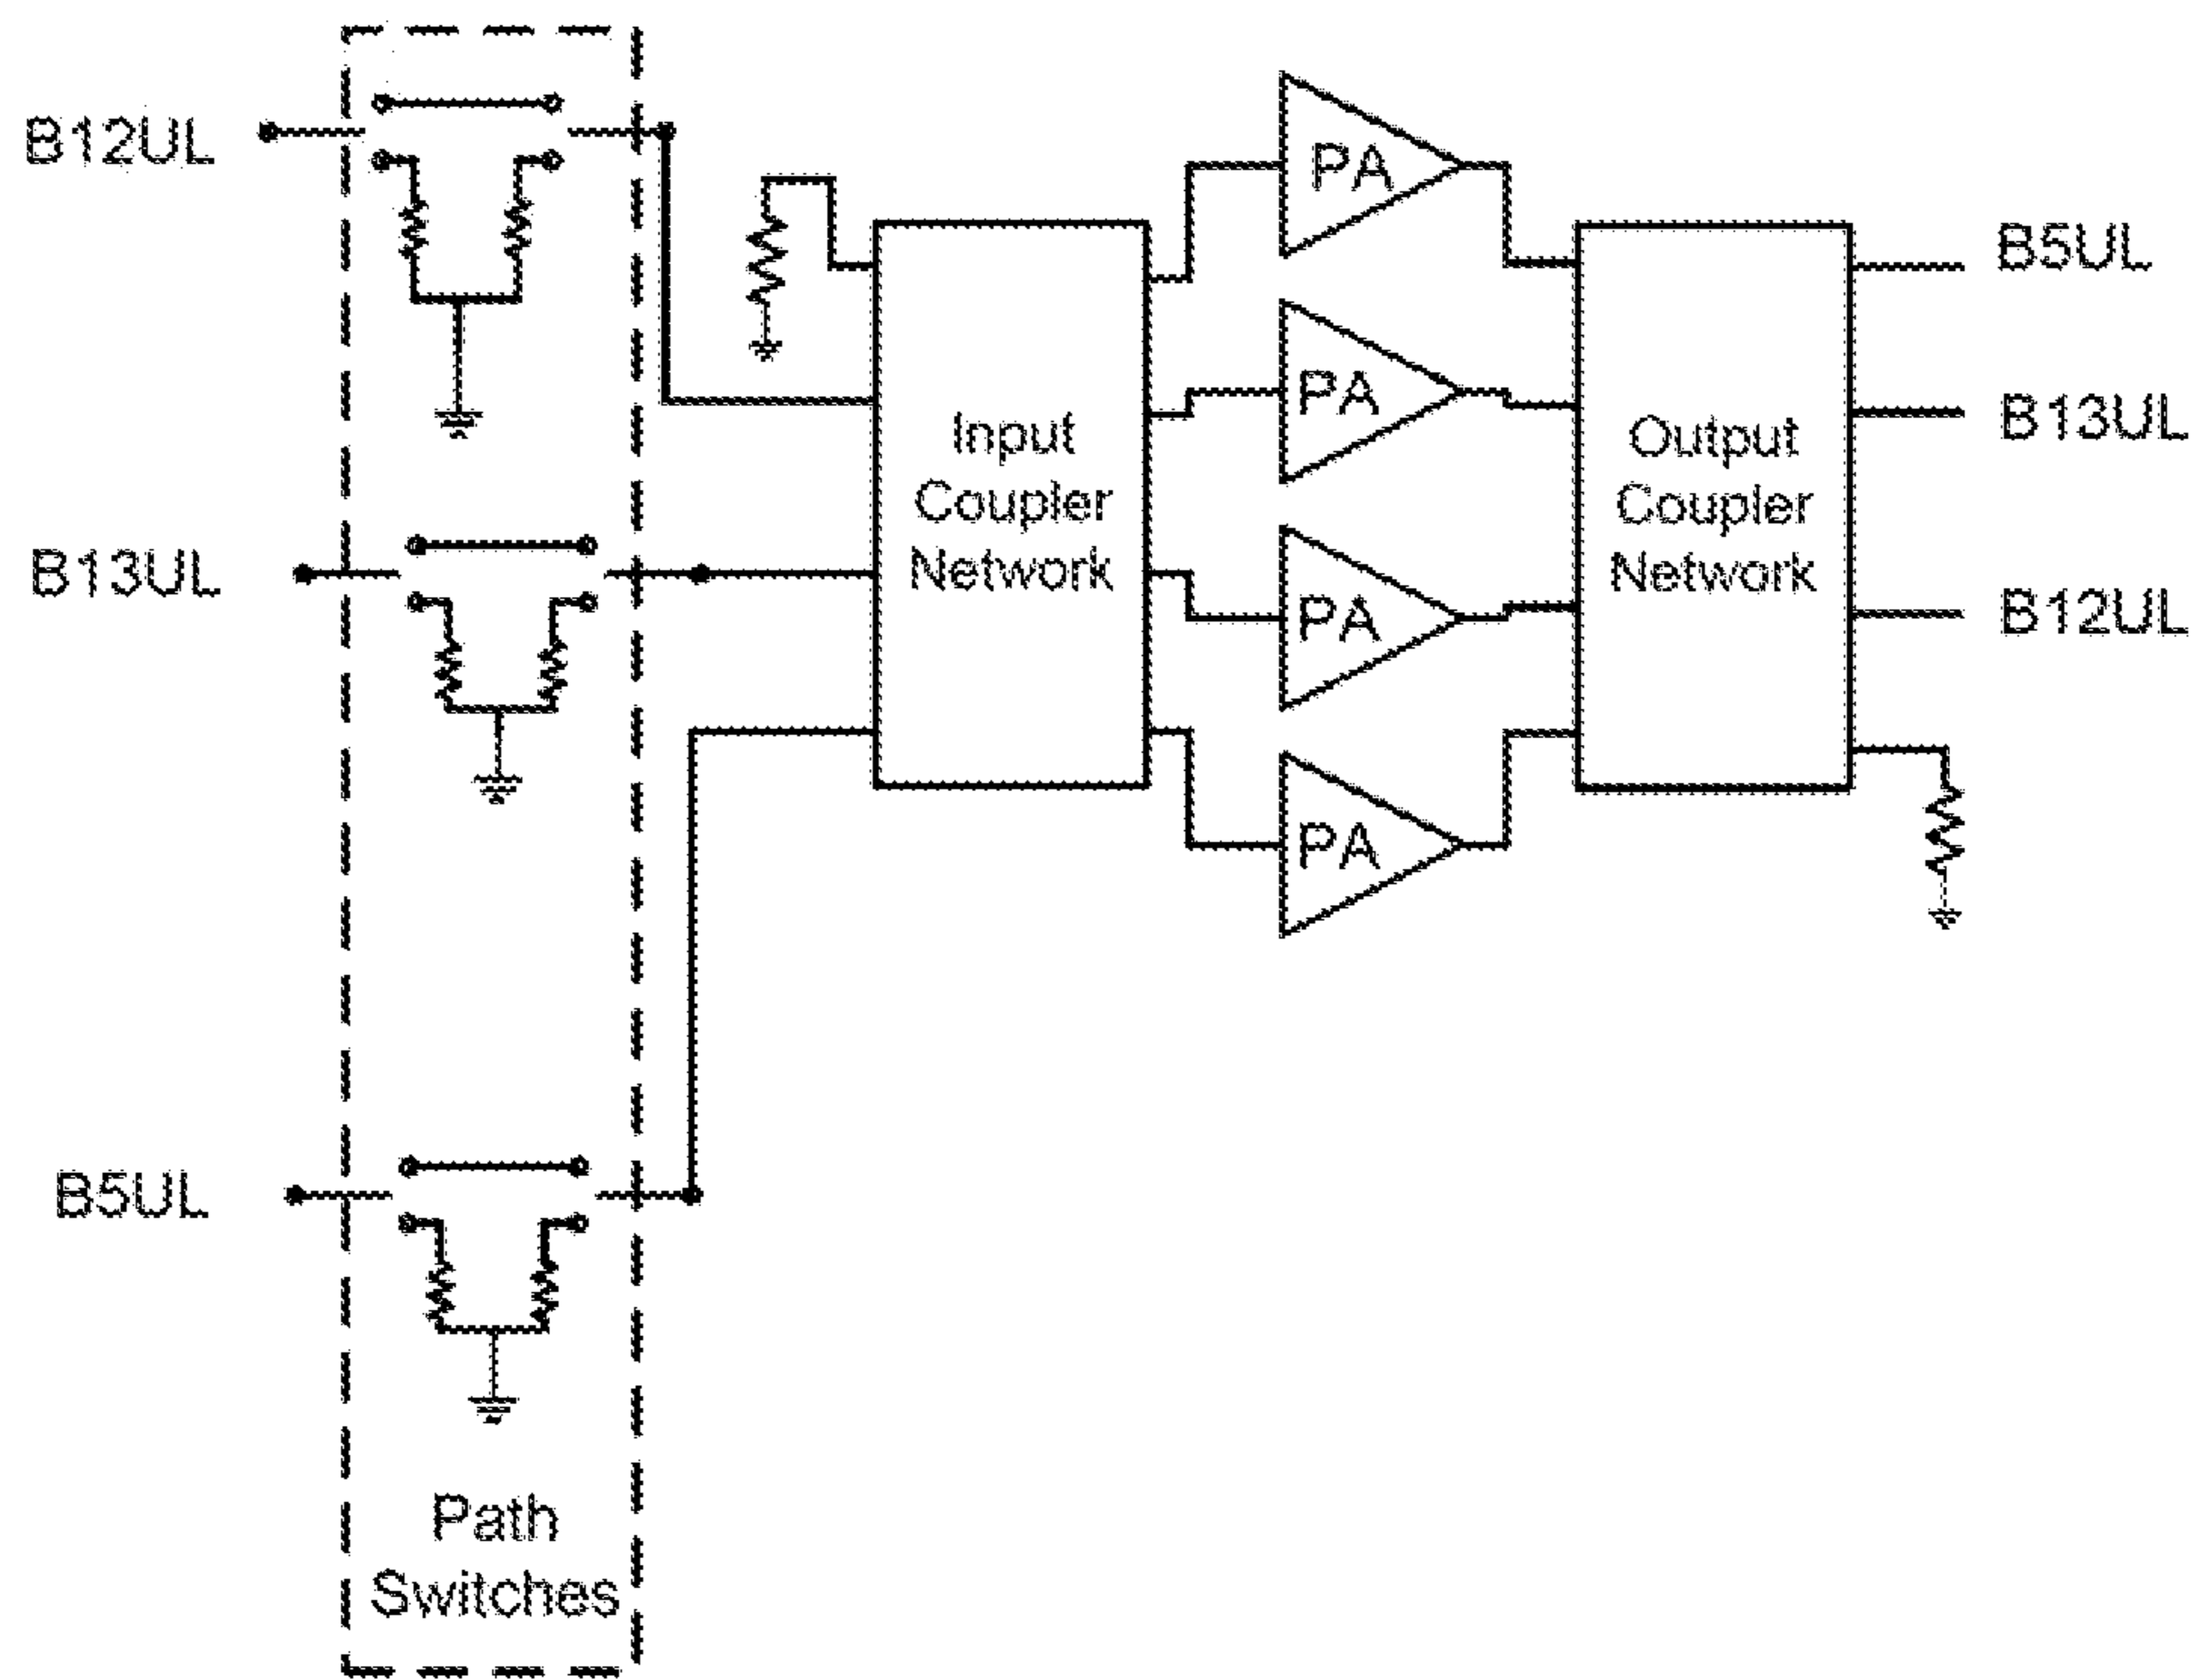 B12UL
B13UL
B5UL
Path
Switches
Input
Coupler
Network
PA
PA
PA
PA
Output
Coupler
Network
B5UL
B13UL
B12UL